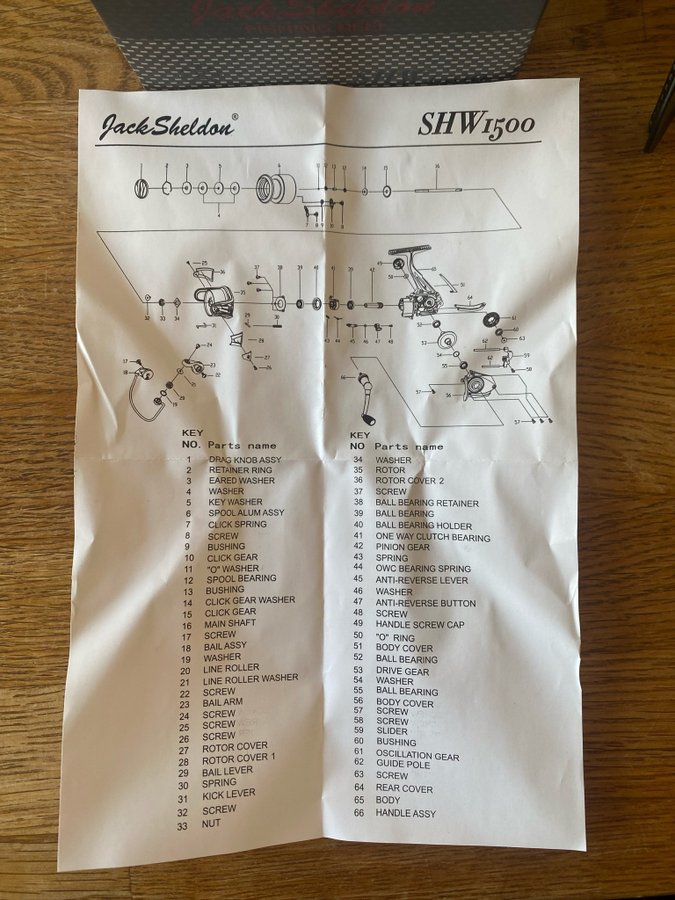 Jack Sheldon
JackSheldon®
SHW1500
KEY
NO. Parts name
1 DRAG KNOB ASSY
2 RETAINER RING
3 EARED WASHER
4 WASHER
5 KEY WASHER
6 SPOOL ALUM ASSY
7 CLICK SPRING
8 SCREW
9 BUSHING
10 CLICK GEAR
11 "O" WASHER
12 SPOOL BEARING
13 BUSHING
14 CLICK GEAR WASHER
15 CLICK GEAR
16 MAIN SHAFT
17 SCREW
18 BAIL ASSY
19 WASHER
20 LINE ROLLER
21 LINE ROLLER WASHER
22 SCREW
23 BAIL ARM
24 SCREW
25 SCREW
26 SCREW
27 ROTOR COVER
28 ROTOR COVER 1
29 BAIL LEVER
30 SPRING
31 KICK LEVER
32 SCREW
33 NUT
KEY
NO Parts name
34 WASHER
35 ROTOR
36 ROTOR COVER 2
37 SCREW
38 BALL BEARING RETAINER
39 BALL BEARING
40 BALL BEARING HOLDER
41 ONE WAY CLUTCH BEARING
42 PINION GEAR
43 SPRING
44 OWC BEARING SPRING
45 ANTI-REVERSE LEVER
46 WASHER
47 ANTI-REVERSE BUTTON
48 SCREW
49 HANDLE SCREW CAP
50 "O" RING
51 BODY COVER
52 BALL BEARING
53 DRIVE GEAR
54 WASHER
55 BALL BEARING
56 BODY COVER
57 SCREW
58 SCREW
59 SLIDER
60 BUSHING
61 OSCILLATION GEAR
62 GUIDE POLE
63 SCREW
64 REAR COVER
65 BODY
66 HANDLE ASSY